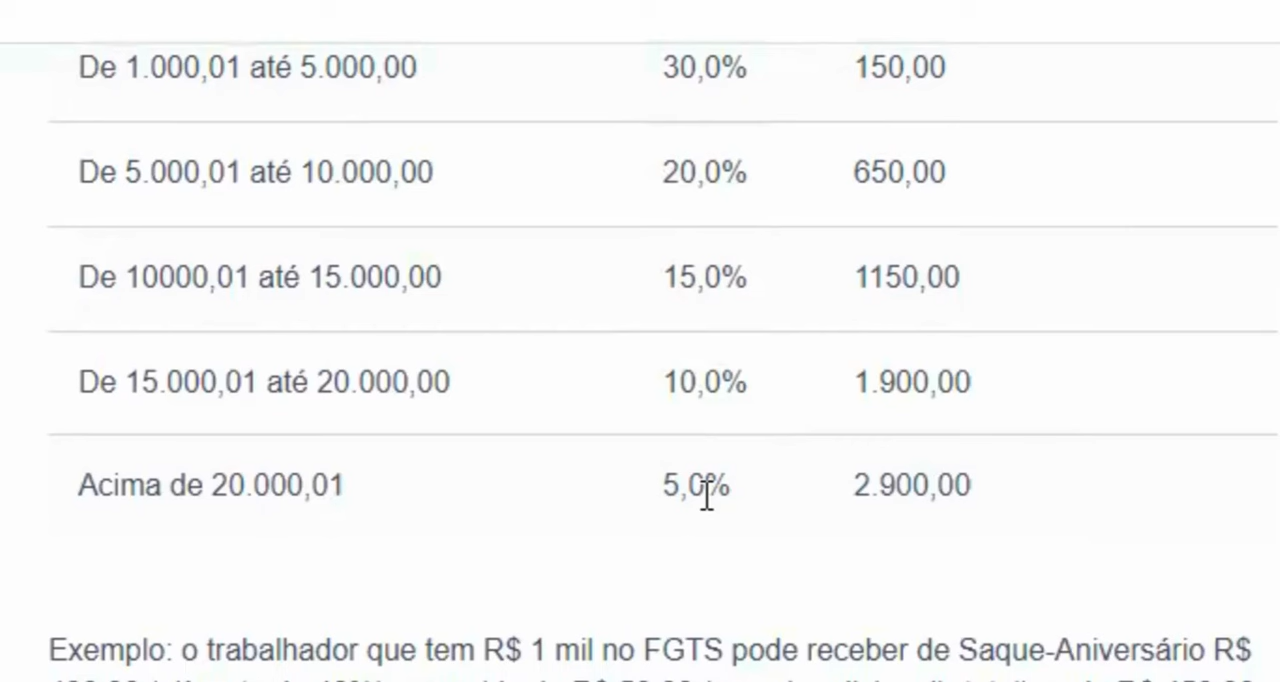 De 1.000,01 até 5.000,00 30,0% 150,00
De 5.000,01 até 10.000,00 20,0% 650,00
De 10000,01 até 15.000,00 15,0% 1150,00
De 15.000,01 até 20.000,00 10,0% 1.900,00
Acima de 20.000,01 5,0% 2.900,00
Exemplo: o trabalhador que tem R$ 1 mil no FGTS pode receber de Saque-Aniversário R$